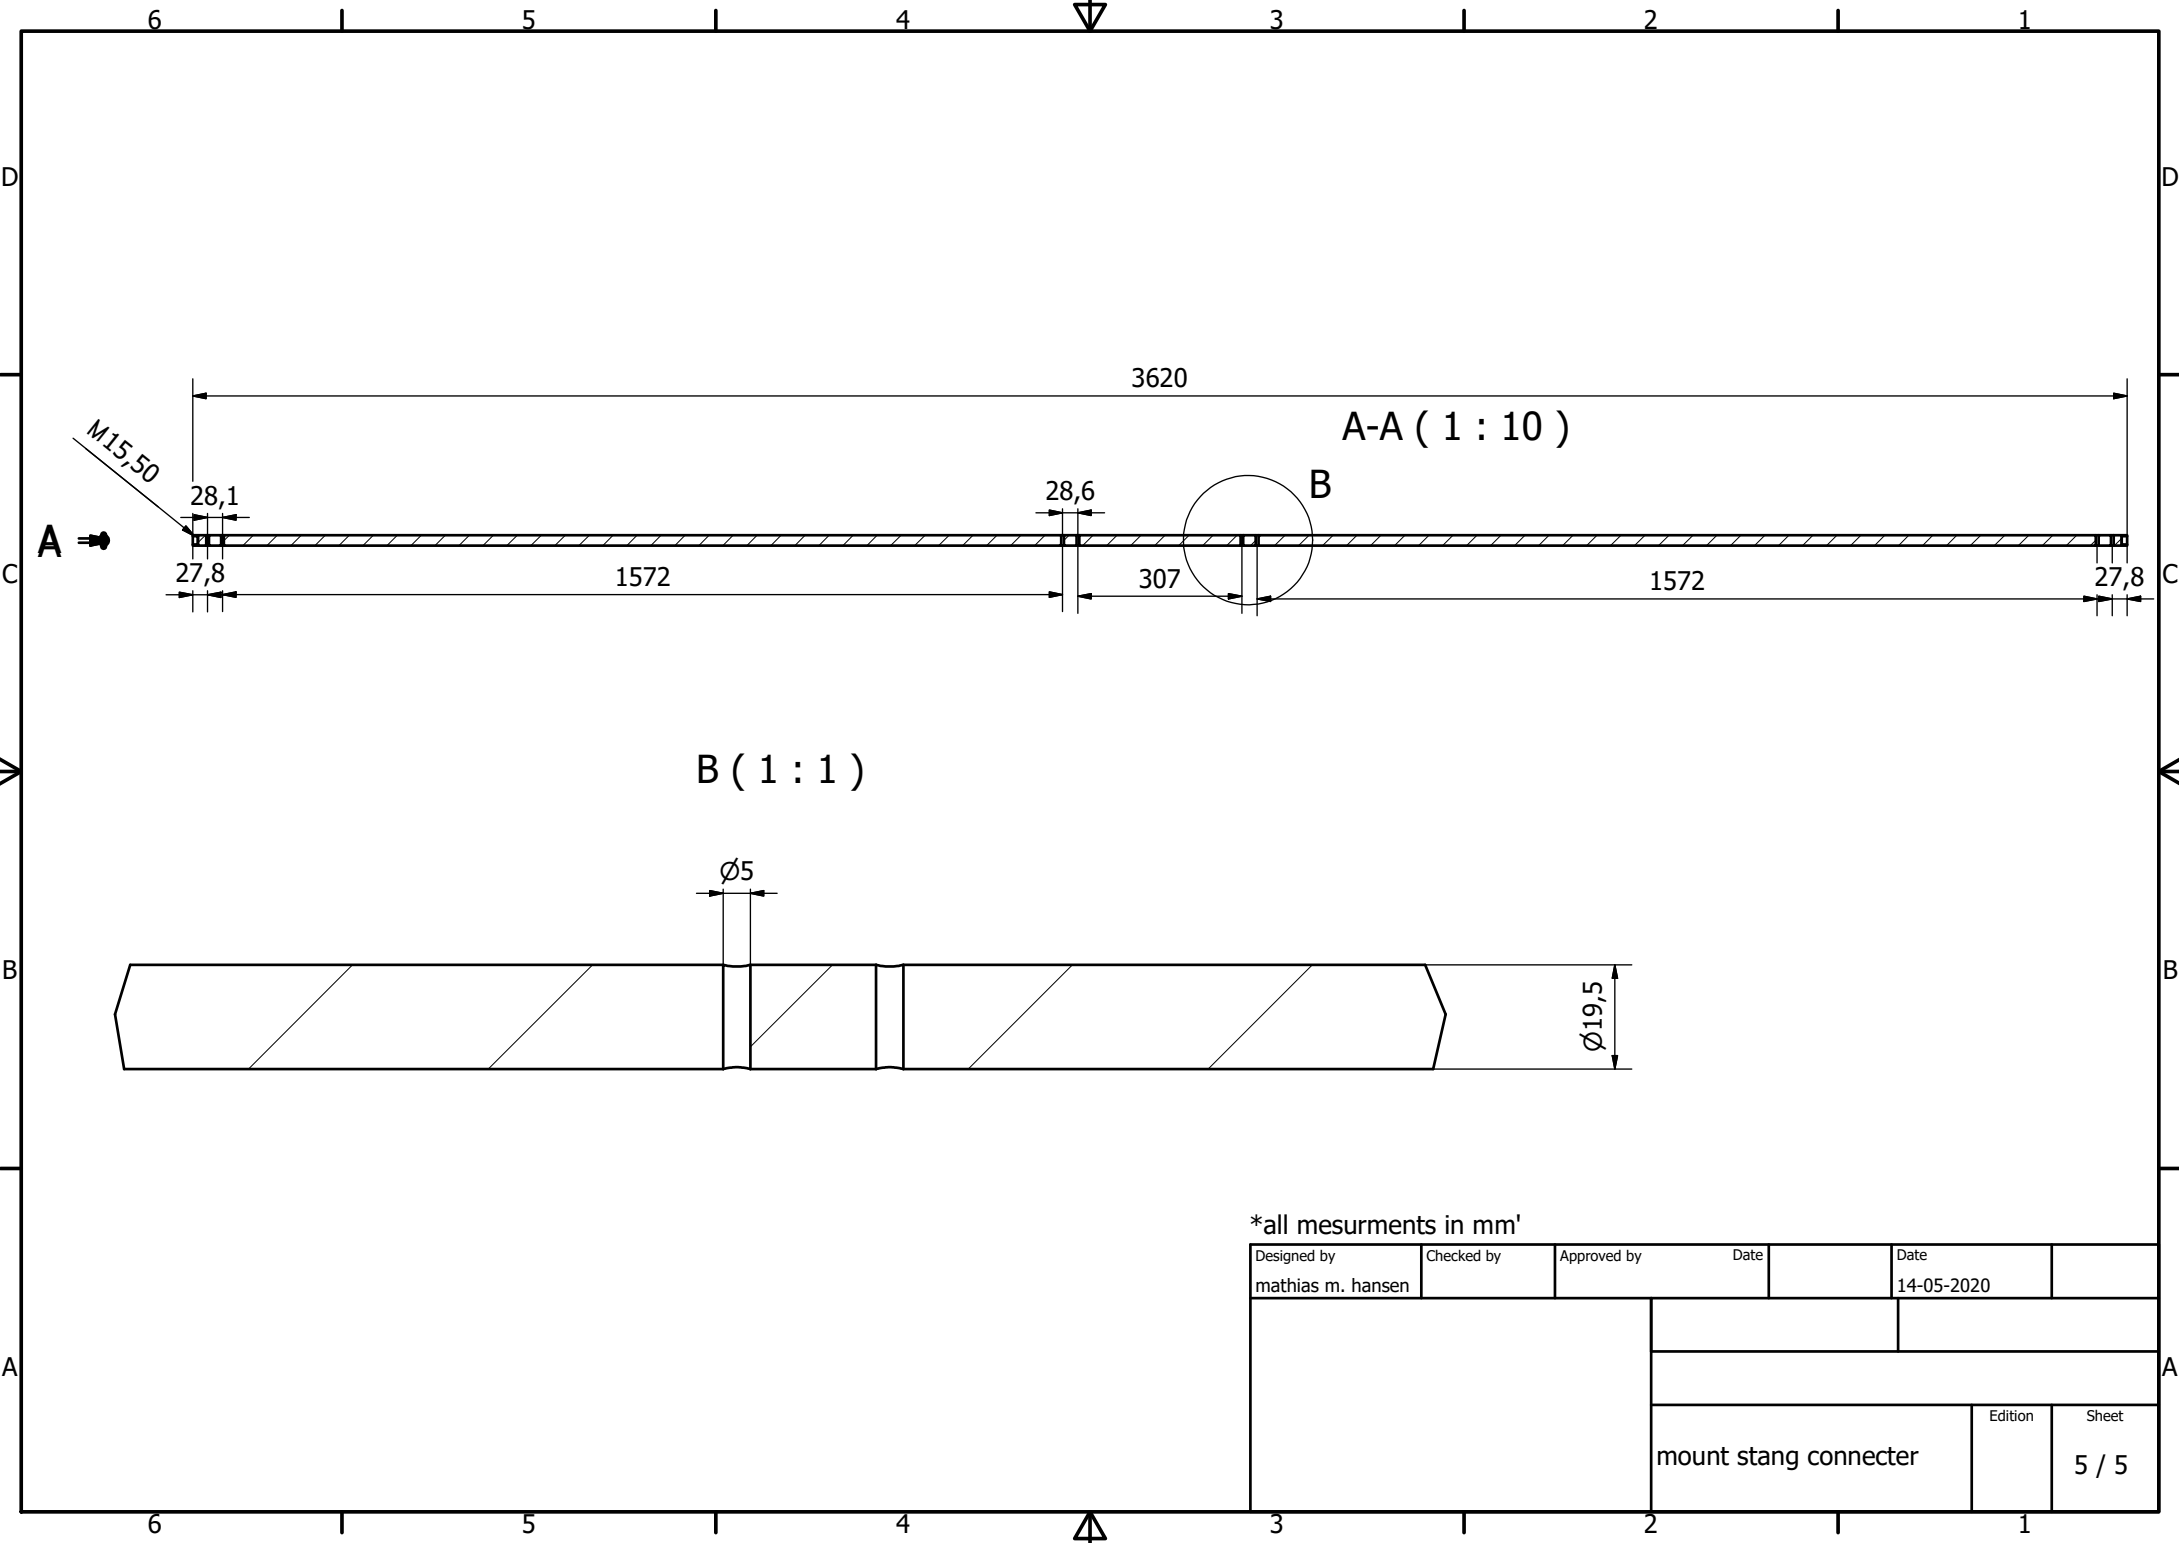 6 5 4 3 2 1
D D
3620
A-A ( 1 : 10 )
M15,50
28,1 28,6 B
A
C C
27,8 1572 307 1572 27,8
B ( 1 : 1 )
Ø5
B B
Ø19,5
*all mesurments in mm'
Designed by Checked by Approved by Date Date
mathias m. hansen 14-05-2020
A A
Edition Sheet
mount stang connecter
5 / 5
6 5 4 3 2 1